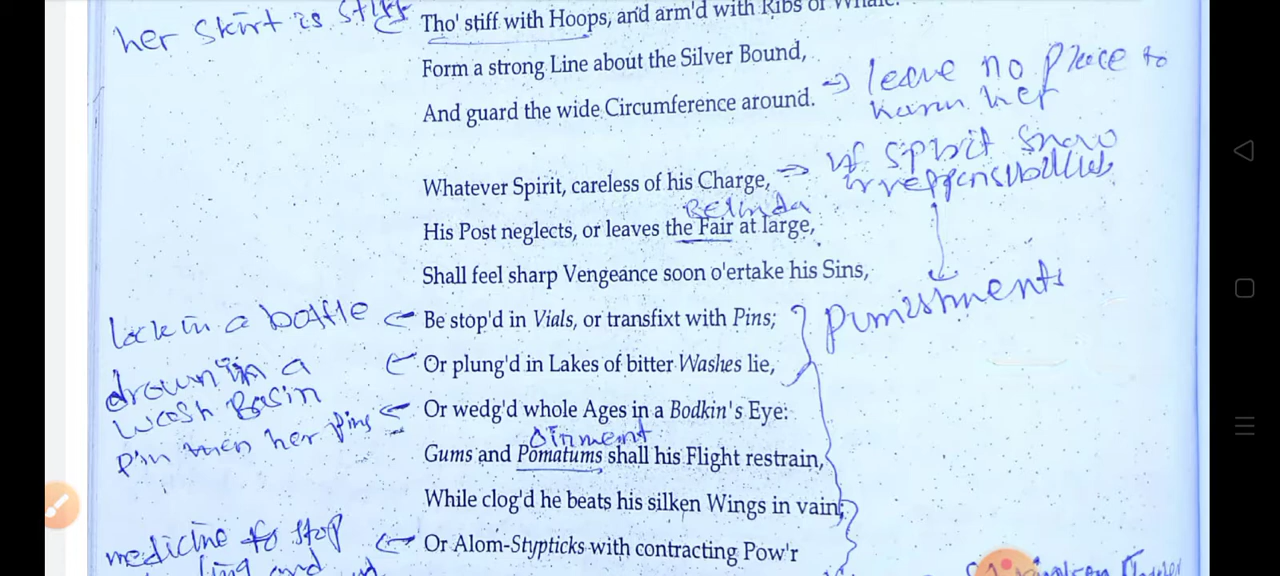 her skirt is stiff
Tho' stiff with Hoops, and arm'd with Ribs of Whale.
Form a strong Line about the Silver Bound,
And guard the wide Circumference around.
leave no place to
harm her
Whatever Spirit, careless of his Charge,
if spirit show
Belinda
His Post neglects, or leaves the Fair at large,
Shall feel sharp Vengeance soon o'ertake his Sins,
lock in a bottle
Be stop'd in Vials, or transfixt with Pins;
Punishments
drown in a
Wash Basin
Or plung'd in Lakes of bitter Washes lie,
Or wedg'd whole Ages in a Bodkin's Eye:
her Pins
Oinment
Gums and Pomatums shall his Flight restrain,
While clog'd he beats his silken Wings in vain;
medicine to stop
Or Alom-Stypticks with contracting Pow'r